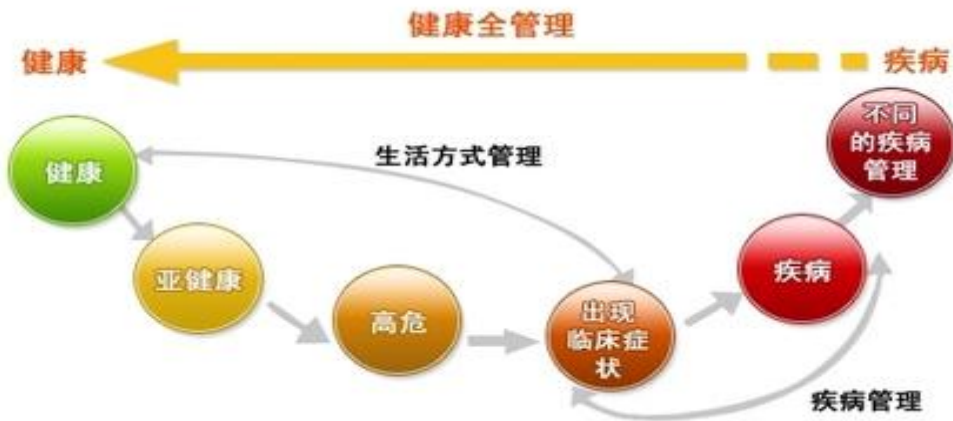 健康全管理
健康
疾病
不同
的疾病
管理
健康
生活方式管理
亚健康
高危
出现
临床症
状
疾病
疾病管理